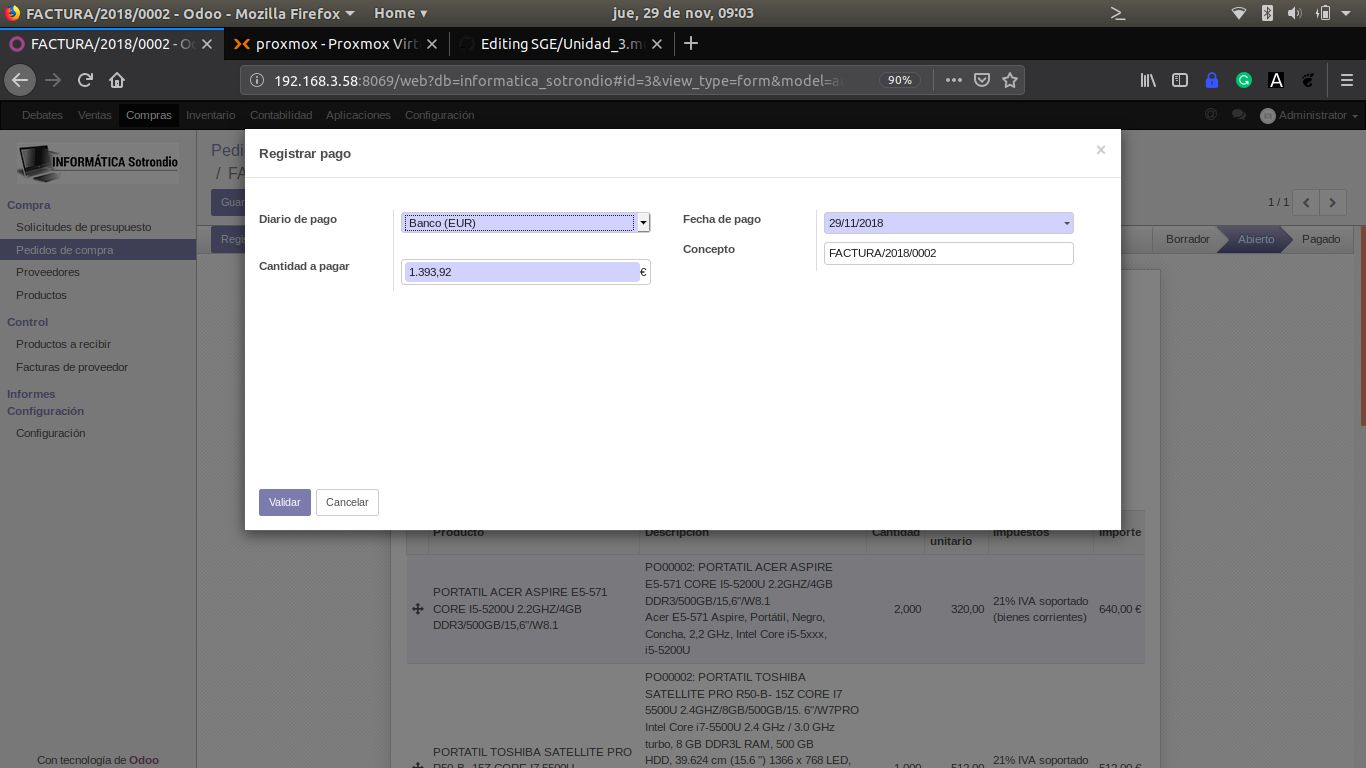 FACTURA/2018/0002 - Odoo - Mozilla Firefox ▾
Home ▾
jue, 29 de nov, 09:03
FACTURA/2018/0002 - O
proxmox - Proxmox Virt
Editing SGE/Unidad_3.m
192.168.3.58:8069/web?db=informatica_sotrondio#id=3&view_type=form&model=a
90%
Debates
Ventas
Compras
Inventario
Contabilidad
Aplicaciones
Configuración
Administrator
INFORMÁTICA Sotrondio
Compra
Solicitudes de presupuesto
Pedidos de compra
Proveedores
Productos
Control
Productos a recibir
Facturas de proveedor
Informes
Configuración
Configuración
Con tecnología de Odoo
Pedi
/ FA
Guar
Regis
1 / 1
Borrador
Abierto
Pagado
Registrar pago
×
Diario de pago
Banco (EUR)
Fecha de pago
29/11/2018
Concepto
FACTURA/2018/0002
Cantidad a pagar
1.393,92
€
Validar
Cancelar
Producto
Descripción
Cantidad
unitario
Impuestos
Importe
PORTATIL ACER ASPIRE E5-571
CORE I5-5200U 2.2GHZ/4GB
DDR3/500GB/15,6"/W8.1
PO00002: PORTATIL ACER ASPIRE
E5-571 CORE I5-5200U 2.2GHZ/4GB
DDR3/500GB/15,6"/W8.1
Acer E5-571 Aspire, Portátil, Negro,
Concha, 2,2 GHz, Intel Core i5-5xxx,
i5-5200U
2,000
320,00
21% IVA soportado
(bienes corrientes)
640,00 €
PORTATIL TOSHIBA SATELLITE PRO
R50-B- 15Z CORE I7 5500U
PO00002: PORTATIL TOSHIBA
SATELLITE PRO R50-B- 15Z CORE I7
5500U 2.4GHZ/8GB/500GB/15. 6"/W7PRO
Intel Core i7-5500U 2.4 GHz / 3.0 GHz
turbo, 8 GB DDR3L RAM, 500 GB
HDD, 39.624 cm (15.6 ") 1366 x 768 LED,
1,000
512,00
21% IVA soportado
512,00 €